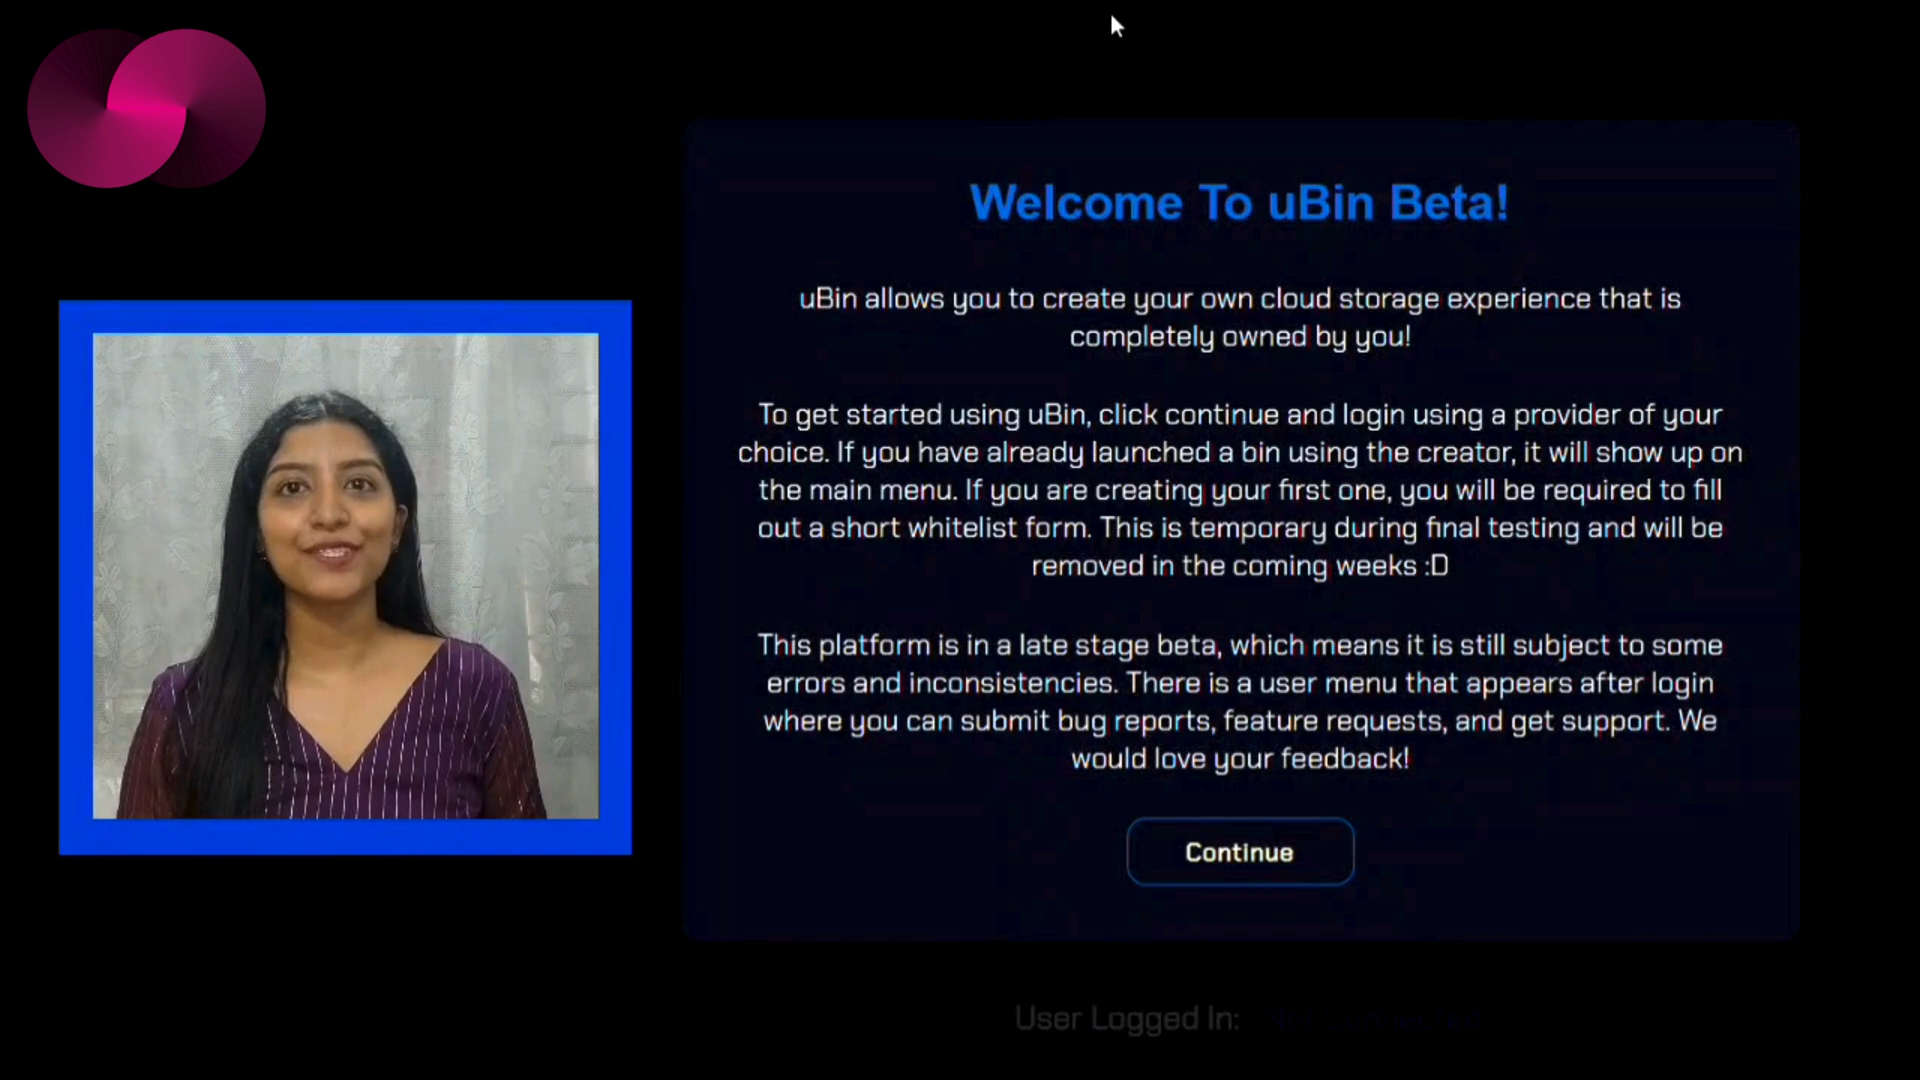 Welcome To uBin Beta!
uBin allows you to create your own cloud storage experience that is
completely owned by you!
To get started using uBin, click continue and login using a provider of your
choice. If you have already launched a bin using the creator, it will show up on
the main menu. If you are creating your first one, you will be required to fill
out a short whitelist form. This is temporary during final testing and will be
removed in the coming weeks :D
This platform is in a late stage beta, which means it is still subject to some
errors and inconsistencies. There is a user menu that appears after login
where you can submit bug reports, feature requests, and get support. We
would love your feedback!
Continue
User Logged In: